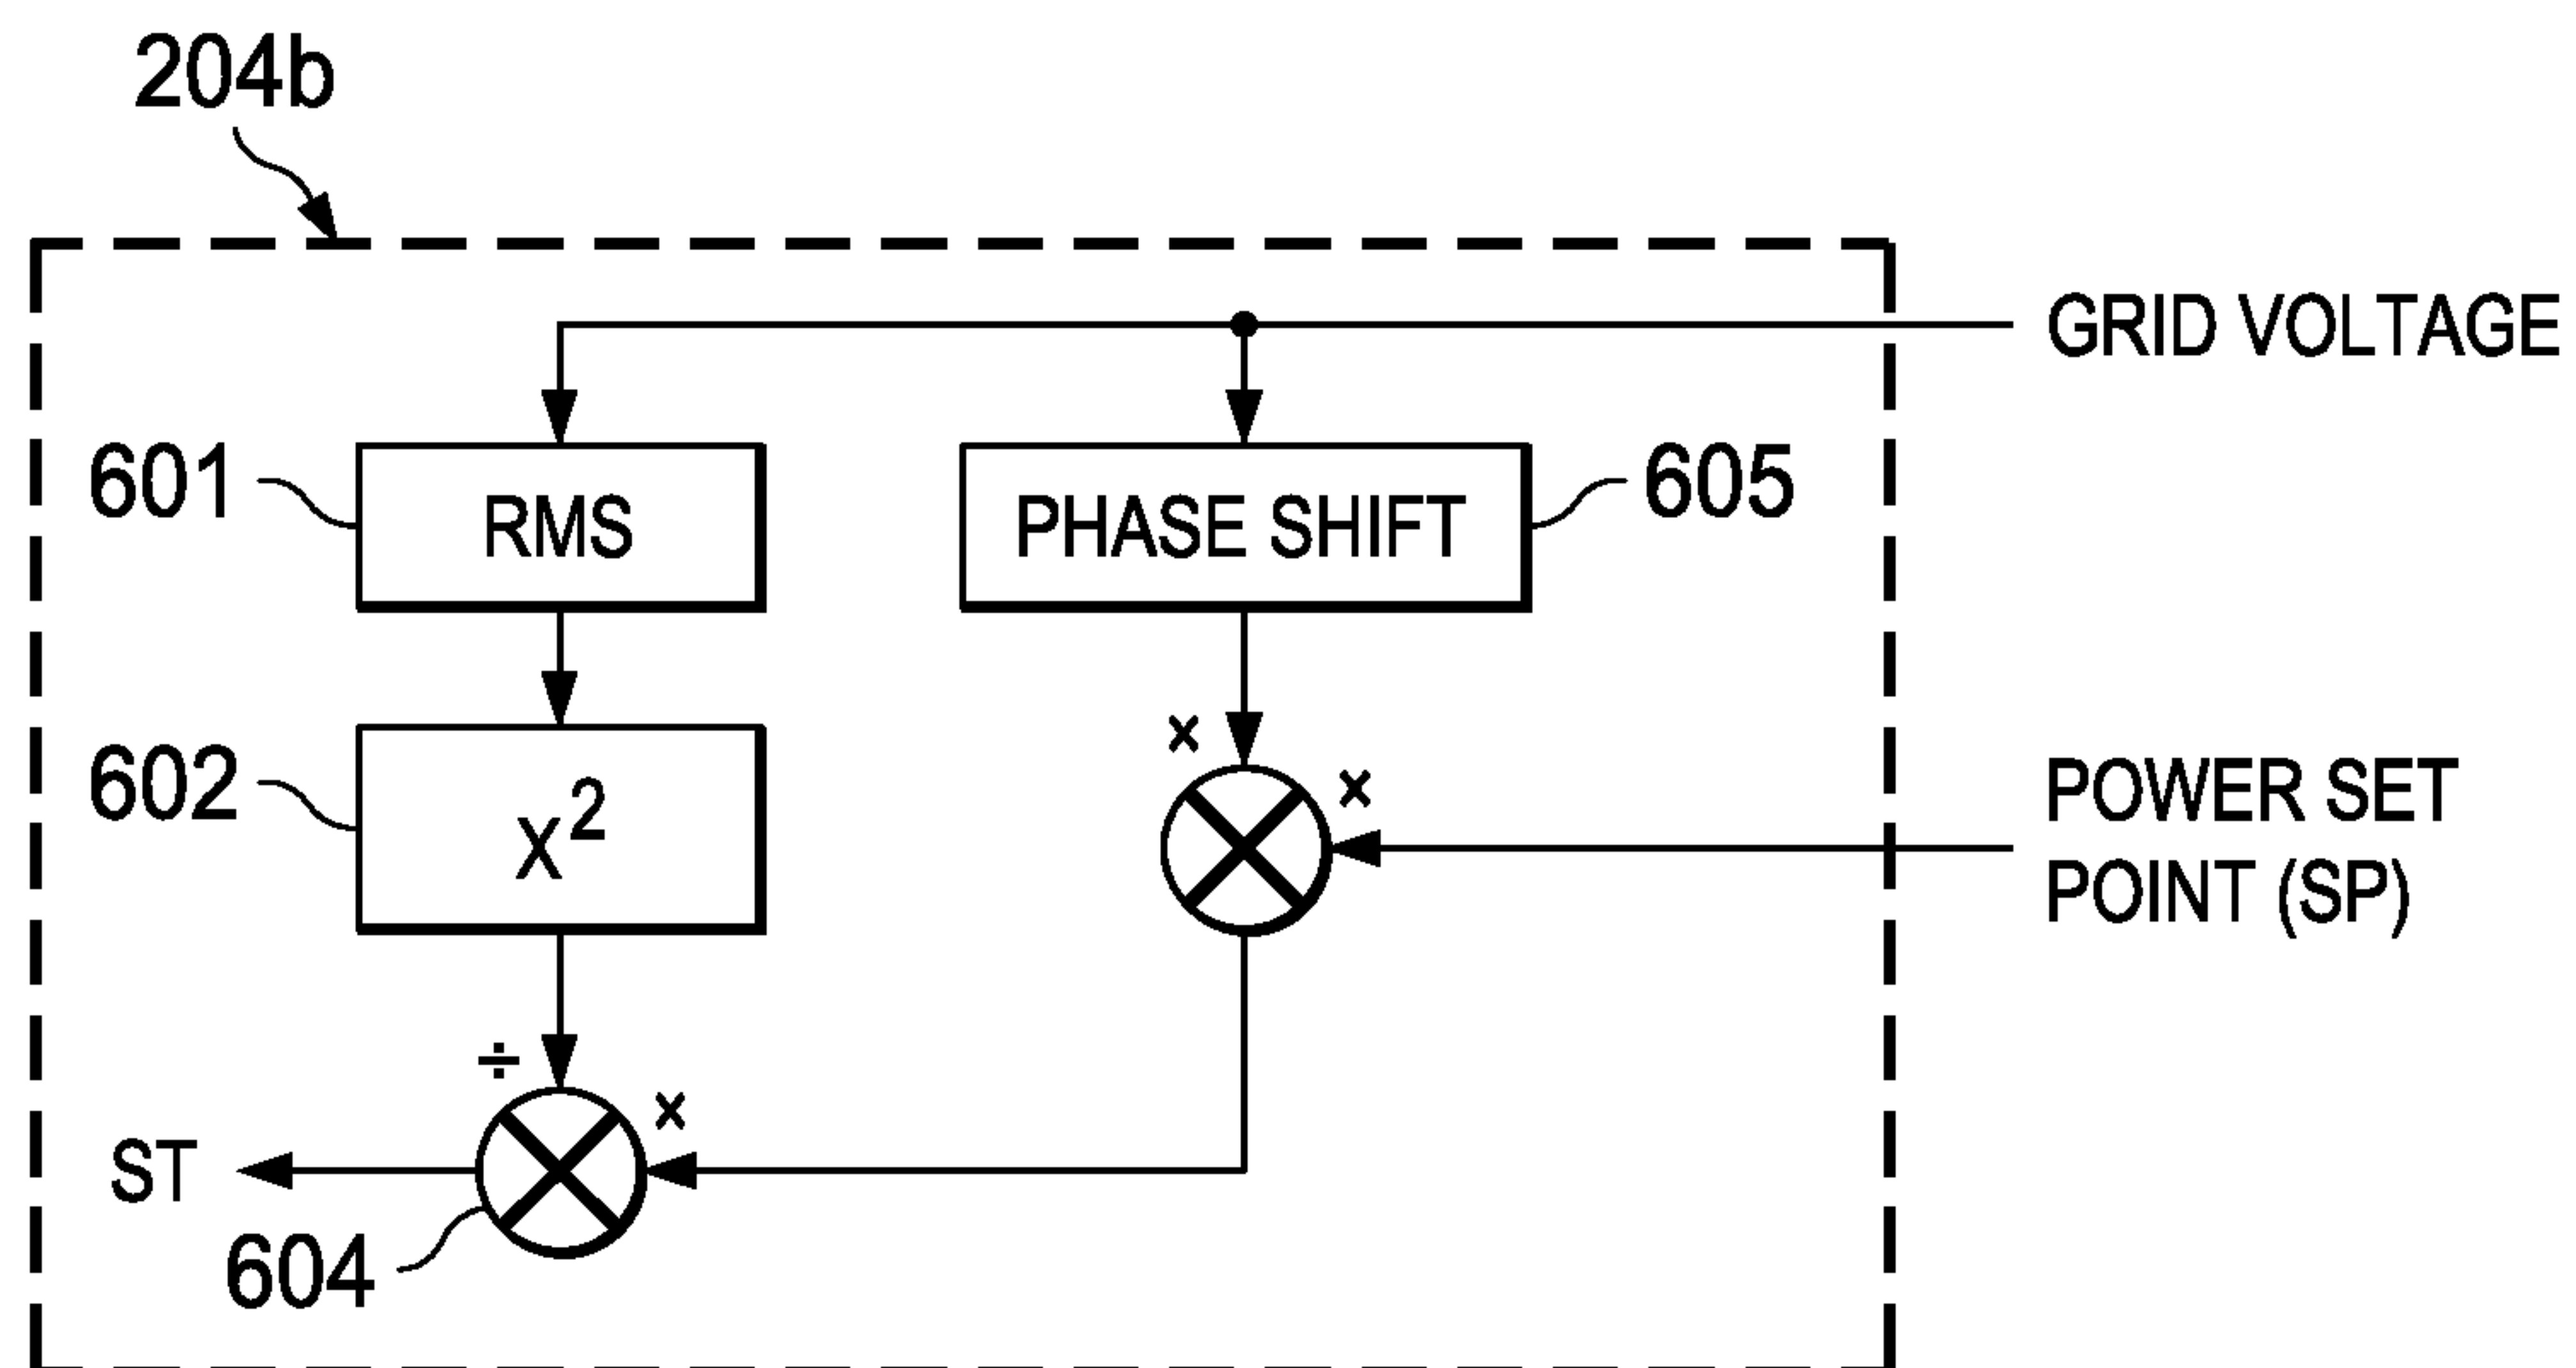 204b
GRID VOLTAGE
601
RMS
PHASE SHIFT
605
602
X²
×
×
POWER SET
POINT (SP)
÷
×
ST
604